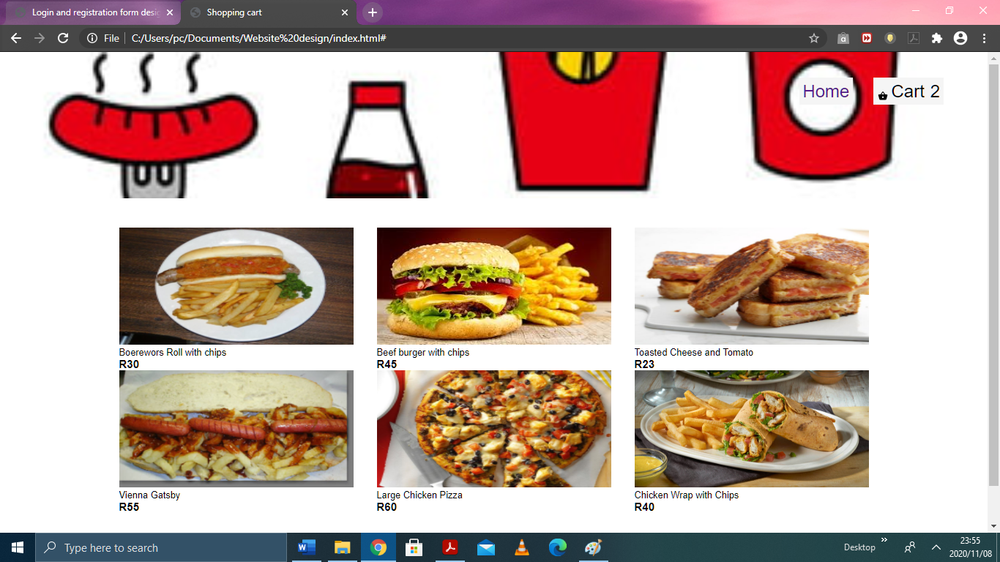 Login and registration form desig
Shopping cart
File
C:/Users/pc/Documents/Website%20design/index.html#
Home
Cart 2
Boerewors Roll with chips
R30
Beef burger with chips
R45
Toasted Cheese and Tomato
R23
Vienna Gatsby
R55
Large Chicken Pizza
R60
Chicken Wrap with Chips
R40
Type here to search
Desktop
23:55
2020/11/08